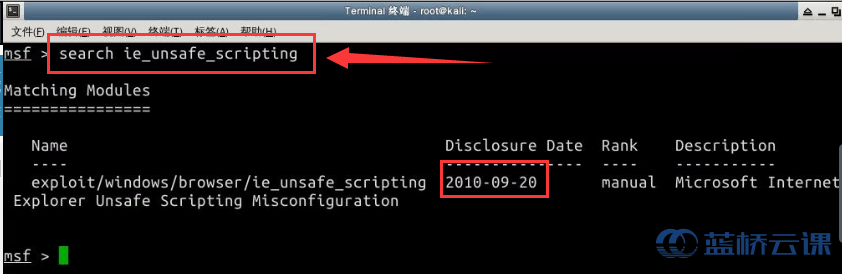 Terminal 终端 - root@kali: ~
文件(F) 编辑(E) 视图(V) 终端(T) 标签(A) 帮助(H)
msf > search ie_unsafe_scripting
Matching Modules
================
Name Disclosure Date Rank Description
---- --------------- ---- -----------
exploit/windows/browser/ie_unsafe_scripting 2010-09-20 manual Microsoft Internet
Explorer Unsafe Scripting Misconfiguration
蓝桥云课
msf >